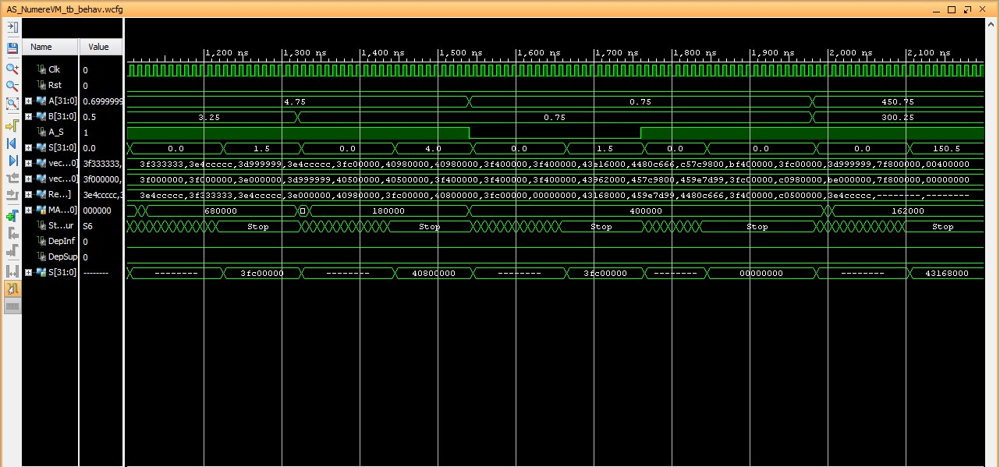 AS_NumereVM_tb_behav.wcfg
Name Value
1,200 ns 1,300 ns 1,400 ns 1,500 ns 1,600 ns 1,700 ns 1,800 ns 1,900 ns 2,000 ns 2,100 ns
Clk 0
Rst 0
A[31:0] 0.6999999 4.75 0.75 450.75
B[31:0] 0.5 3.25 0.75 300.25
A_S 1
S[31:0] 0.0 0.0 1.5 0.0 4.0 0.0 1.5 0.0 0.0 0.0 150.5
vec...0] 3f333333, 3f333333,3e4ccccc,3d999999,3e4ccccc,3fc00000,40980000,40980000,3f400000,3f400000,43e16000,4480c666,c57c9800,bf400000,3fc00000,3d999999,7f800000,00400000
vec...0] 3f000000, 3f000000,3f000000,3e000000,3d999999,40500000,40500000,3f400000,3f400000,3f400000,43962000,457c9800,459e7d99,3fc00000,c0980000,be000000,7f800000,00000000
Re...] 3e4ccccc,3 3e4ccccc,3f333333,3e4ccccc,3e000000,40980000,3fc00000,40800000,3fc00000,00000000,43168000,459e7d99,4480c666,3f400000,c0500000,3e4ccccc,--------,--------
MA...0] 000000 680000 180000 400000 162000
St...ur S6 Stop Stop Stop Stop Stop
DepInf 0
DepSup 0
S[31:0] -------- -------- 3fc00000 -------- 40800000 -------- 3fc00000 -------- 00000000 -------- 43168000